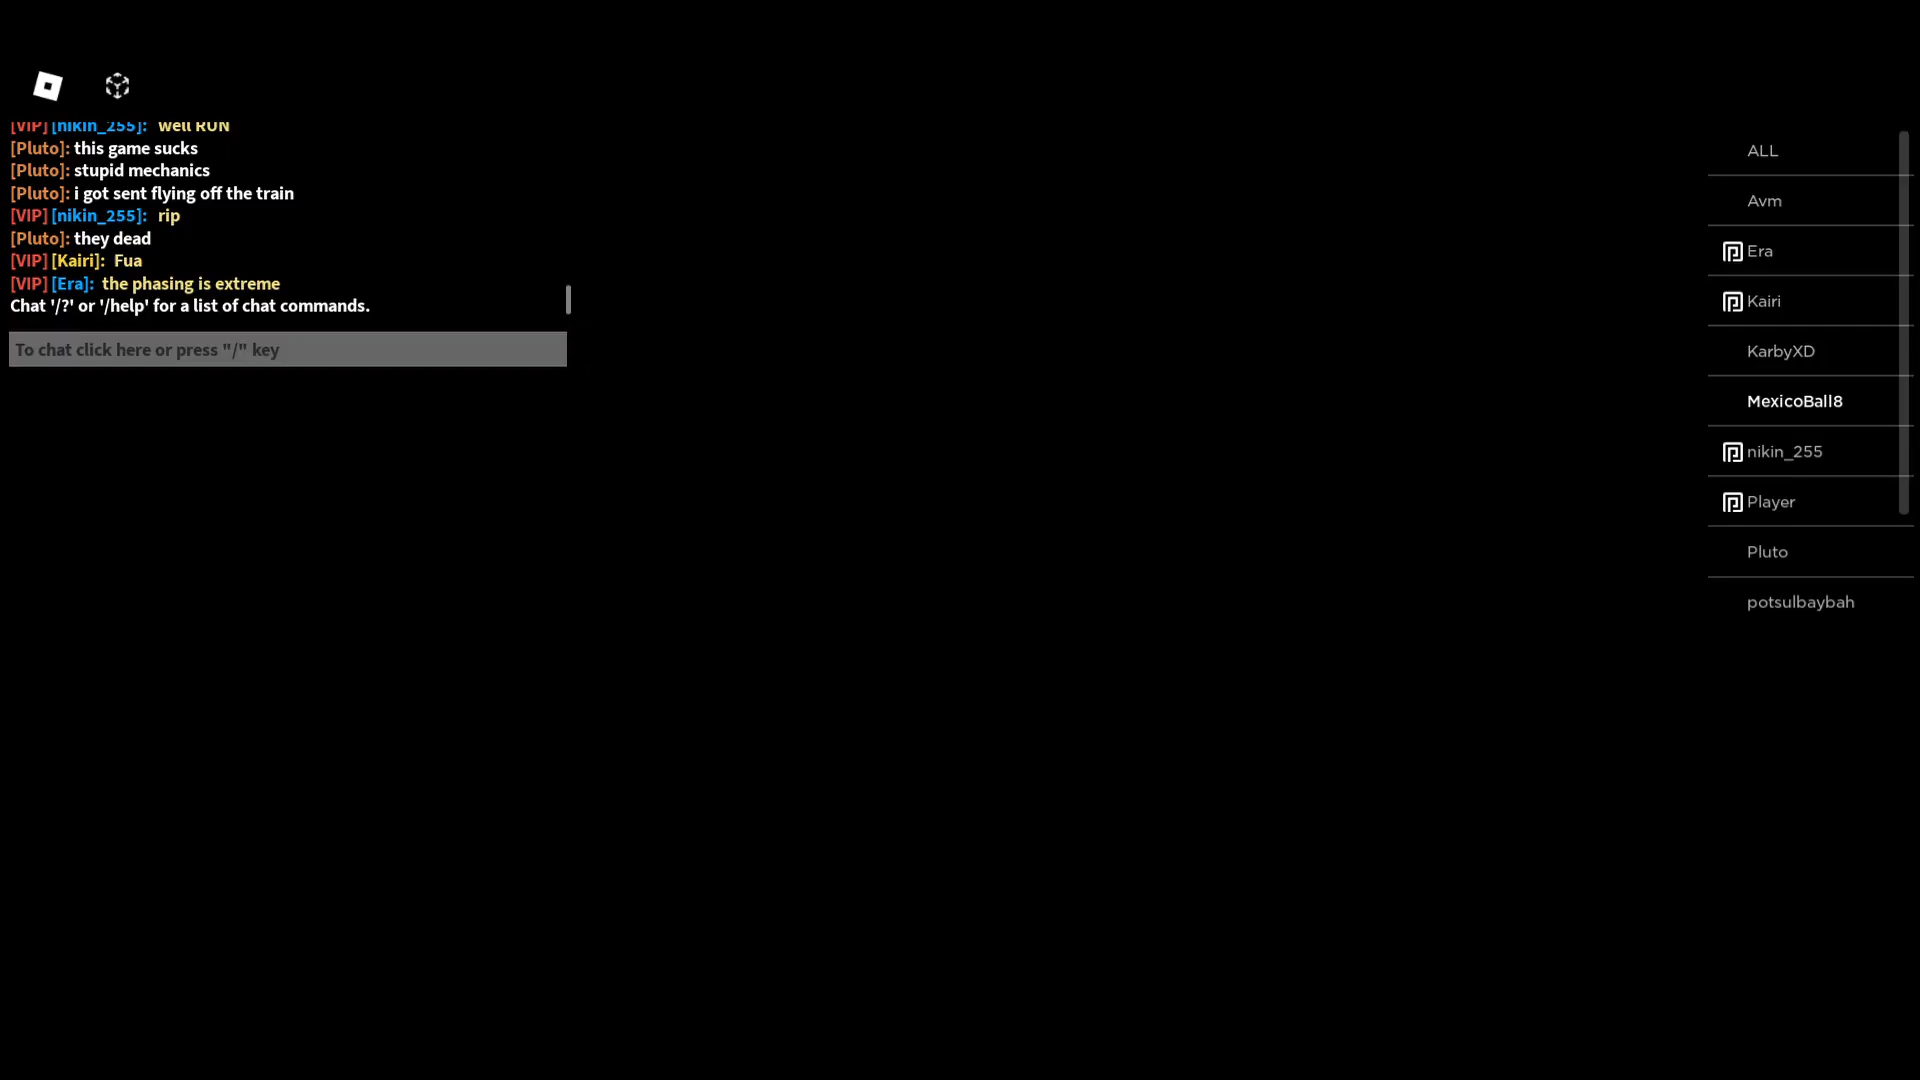 [VIP] [nikin_255]: well RUN
[Pluto]: this game sucks
[Pluto]: stupid mechanics
[Pluto]: i got sent flying off the train
[VIP] [nikin_255]: rip
[Pluto]: they dead
[VIP] [Kairi]: Fua
[VIP] [Era]: the phasing is extreme
Chat '/?' or '/help' for a list of chat commands.
To chat click here or press "/" key
ALL
Avm
Era
Kairi
KarbyXD
MexicoBall8
nikin_255
Player
Pluto
potsulbaybah